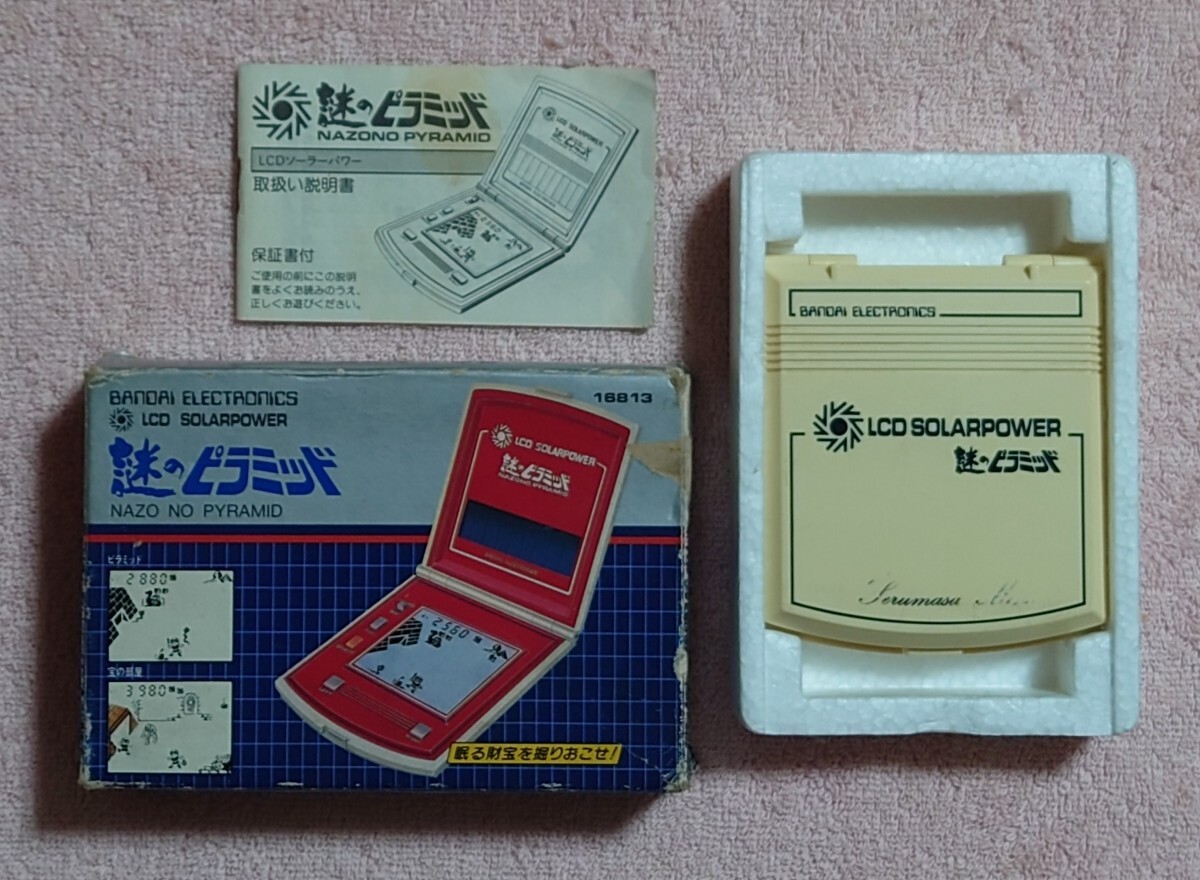 謎のピラミッド
NAZONO PYRAMID
LCDソーラーパワー
取扱い説明書
保証書付
ご使用の前にこの説明
書をよくお読みのうえ、
正しくお遊びください。
LCD SOLARPOWER
謎のピラミッド
2980
BANDAI ELECTRONICS
16813
LCD SOLARPOWER
謎のピラミッド
NAZO NO PYRAMID
ピラミッド
2880
宝の部屋
3980
LCD SOLARPOWER
謎のピラミッド
NAZONO PYRAMID
2560
眠る財宝を掘りおこせ!
BANDAI ELECTRONICS
LCD SOLARPOWER
謎のピラミッド